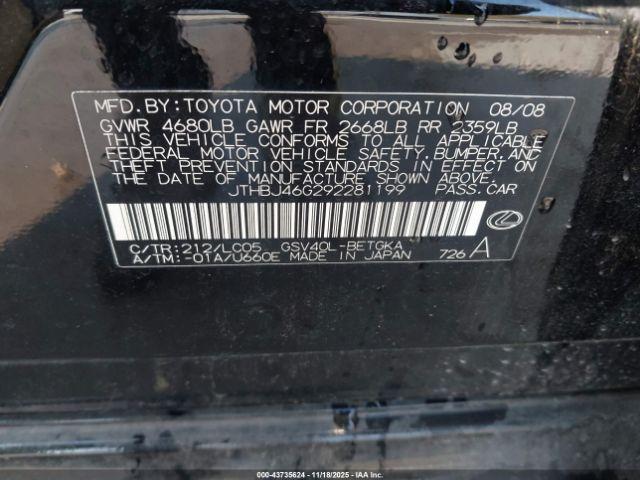 MFD. BY: TOYOTA MOTOR CORPORATION 08/08
GVWR 4680LB GAWR FR 2668LB RR 2359LB
THIS VEHICLE CONFORMS TO ALL APPLICABLE
FEDERAL MOTOR VEHICLE SAFETY, BUMPER, AND
THEFT PREVENTION STANDARDS IN EFFECT ON
THE DATE OF MANUFACTURE SHOWN ABOVE.
JTHBJ46G292281199 PASS. CAR
C/TR: 212/LC05 GSV40L-BETGKA
A/TM: -01A/U660E MADE IN JAPAN 726 A
000-43735624 | 11/18/2025 - IAA Inc. Copyright